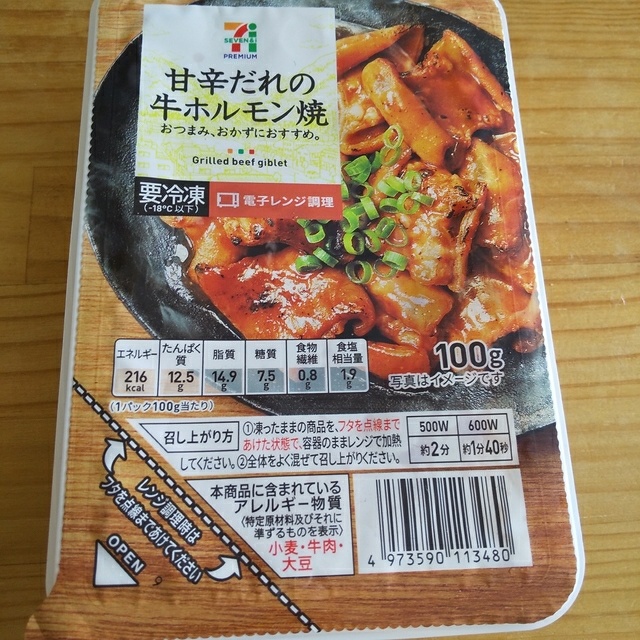 SEVEN&i
PREMIUM
甘辛だれの
牛ホルモン焼
おつまみ、おかずにおすすめ。
Grilled beef giblet
要冷凍
(-18℃以下)
電子レンジ調理
100g
写真はイメージです
エネルギー たんぱく質 脂質 糖質 食物繊維 食塩相当量
216kcal 12.5g 14.9g 7.5g 0.8g 1.9g
(1パック100g当たり)
召し上がり方
①凍ったままの商品を、フタを点線まで
あけた状態で、容器のままレンジで加熱
してください。②全体をよく混ぜて召し上がりください。
500W 600W
約2分 約1分40秒
レンジ調理時は
フタを点線まであけてください
OPEN
本商品に含まれている
アレルギー物質
〈特定原材料及びそれに
準ずるものを表示〉
小麦・牛肉・
大豆
4 973590 113480